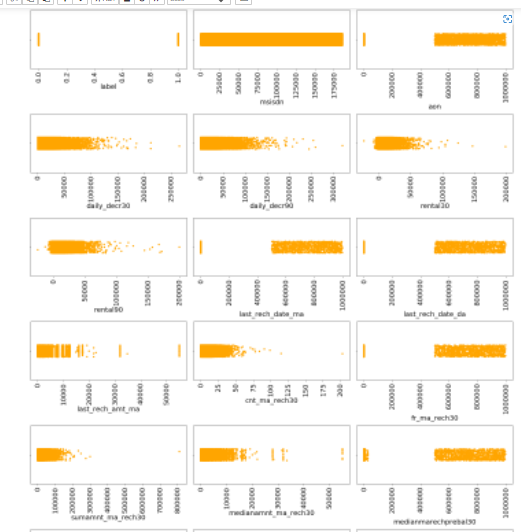 0.0 0.2 0.4 0.6 0.8 1.0
label
0 25000 50000 75000 100000 125000 150000 175000
msisdn
0 200000 400000 600000 800000 1000000
aon
0 50000 100000 150000 200000 250000
daily_decr30
0 50000 100000 150000 200000 250000 300000
daily_decr90
0 50000 100000 150000 200000
rental30
0 50000 100000 150000 200000
rental90
0 200000 400000 600000 800000 1000000
last_rech_date_ma
0 200000 400000 600000 800000 1000000
last_rech_date_da
0 10000 20000 30000 40000 50000
last_rech_amt_ma
0 25 50 75 100 125 150 175 200
cnt_ma_rech30
0 200000 400000 600000 800000 1000000
fr_ma_rech30
0 100000 200000 300000 400000 500000 600000 700000 800000
sumamnt_ma_rech30
0 10000 20000 30000 40000 50000
medianamnt_ma_rech30
0 200000 400000 600000 800000 1000000
medianmarechprebal30